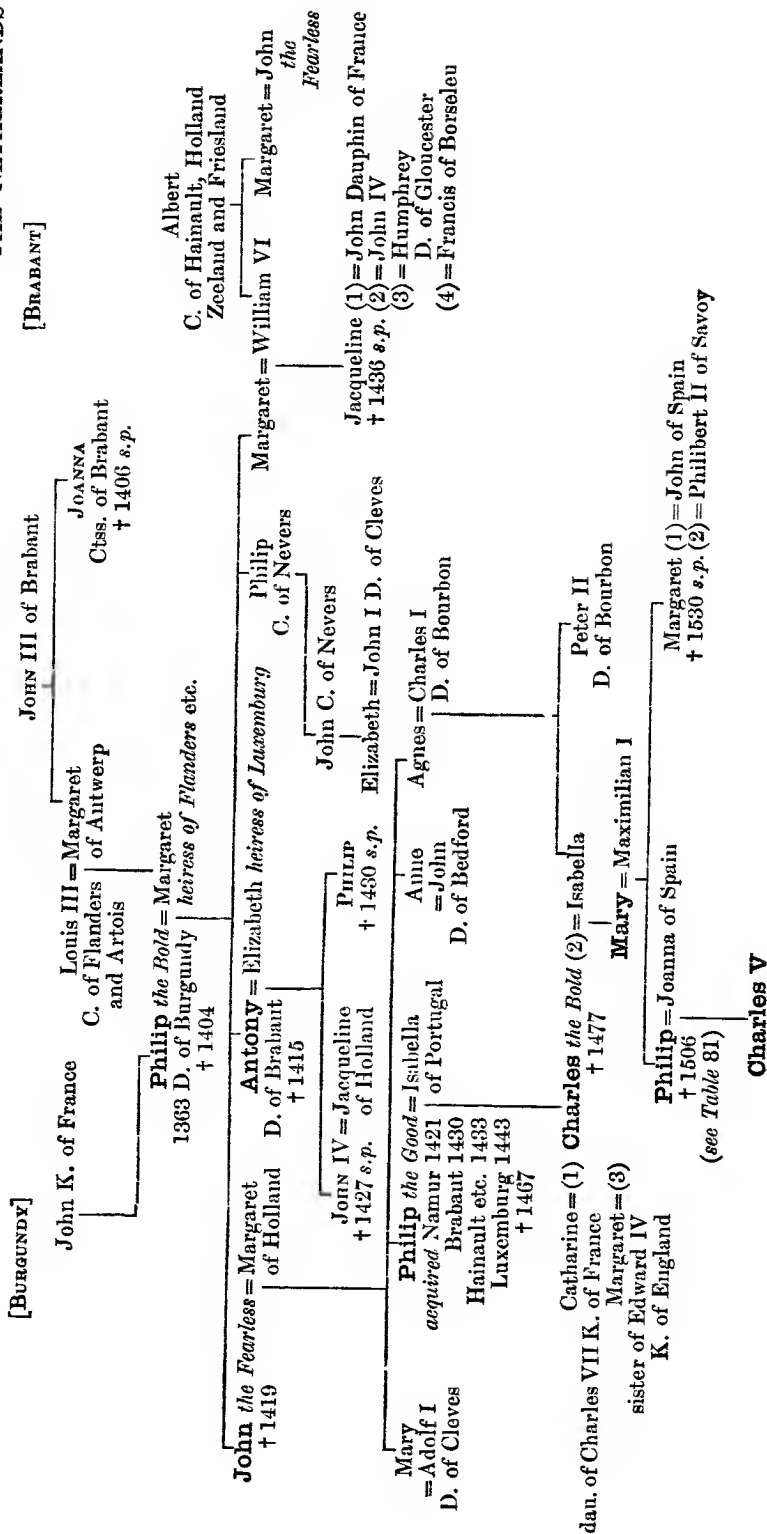 THE NETHERLANDS
[BURGUNDY]
[BRABANT]
JOHN III of Brabant
John K. of France
Louis III = Margaret
C. of Flanders of Antwerp
and Artois
JOANNA
Ctss. of Brabant
† 1406 s.p.
Albert
C. of Hainault, Holland
Zeeland and Friesland
Philip the Bold = Margaret
1363 D. of Burgundy heiress of Flanders etc.
† 1404
John the Fearless = Margaret
† 1419 of Holland
Antony = Elizabeth heiress of Luxemburg
D. of Brabant
† 1415
Philip
C. of Nevers
Margaret = William VI
Margaret = John
the
Fearless
JOHN IV = Jacqueline
† 1427 s.p. of Holland
PHILIP
† 1430 s.p.
John C. of Nevers
Elizabeth = John I D. of Cleves
Jacqueline (1) = John Dauphin of France
† 1436 s.p. (2) = John IV
(3) = Humphrey
D. of Gloucester
(4) = Francis of Borseleu
Mary
= Adolf I
D. of Cleves
Philip the Good = Isabella
acquired Namur 1421 of Portugal
Brabaut 1430
Hainault etc. 1433
Luxemburg 1443
† 1467
Anne
= John
D. of Bedford
Agnes = Charles I
D. of Bourbon
Catharine = (1) Charles the Bold (2) = Isabella
dau. of Charles VII K. of France † 1477
Margaret = (3)
sister of Edward IV
K. of England
Peter II
D. of Bourbon
Mary = Maximilian I
Philip = Joanna of Spain
† 1506
(see Table 81)
Margaret (1) = John of Spain
† 1530 s.p. (2) = Philibert II of Savoy
Charles V